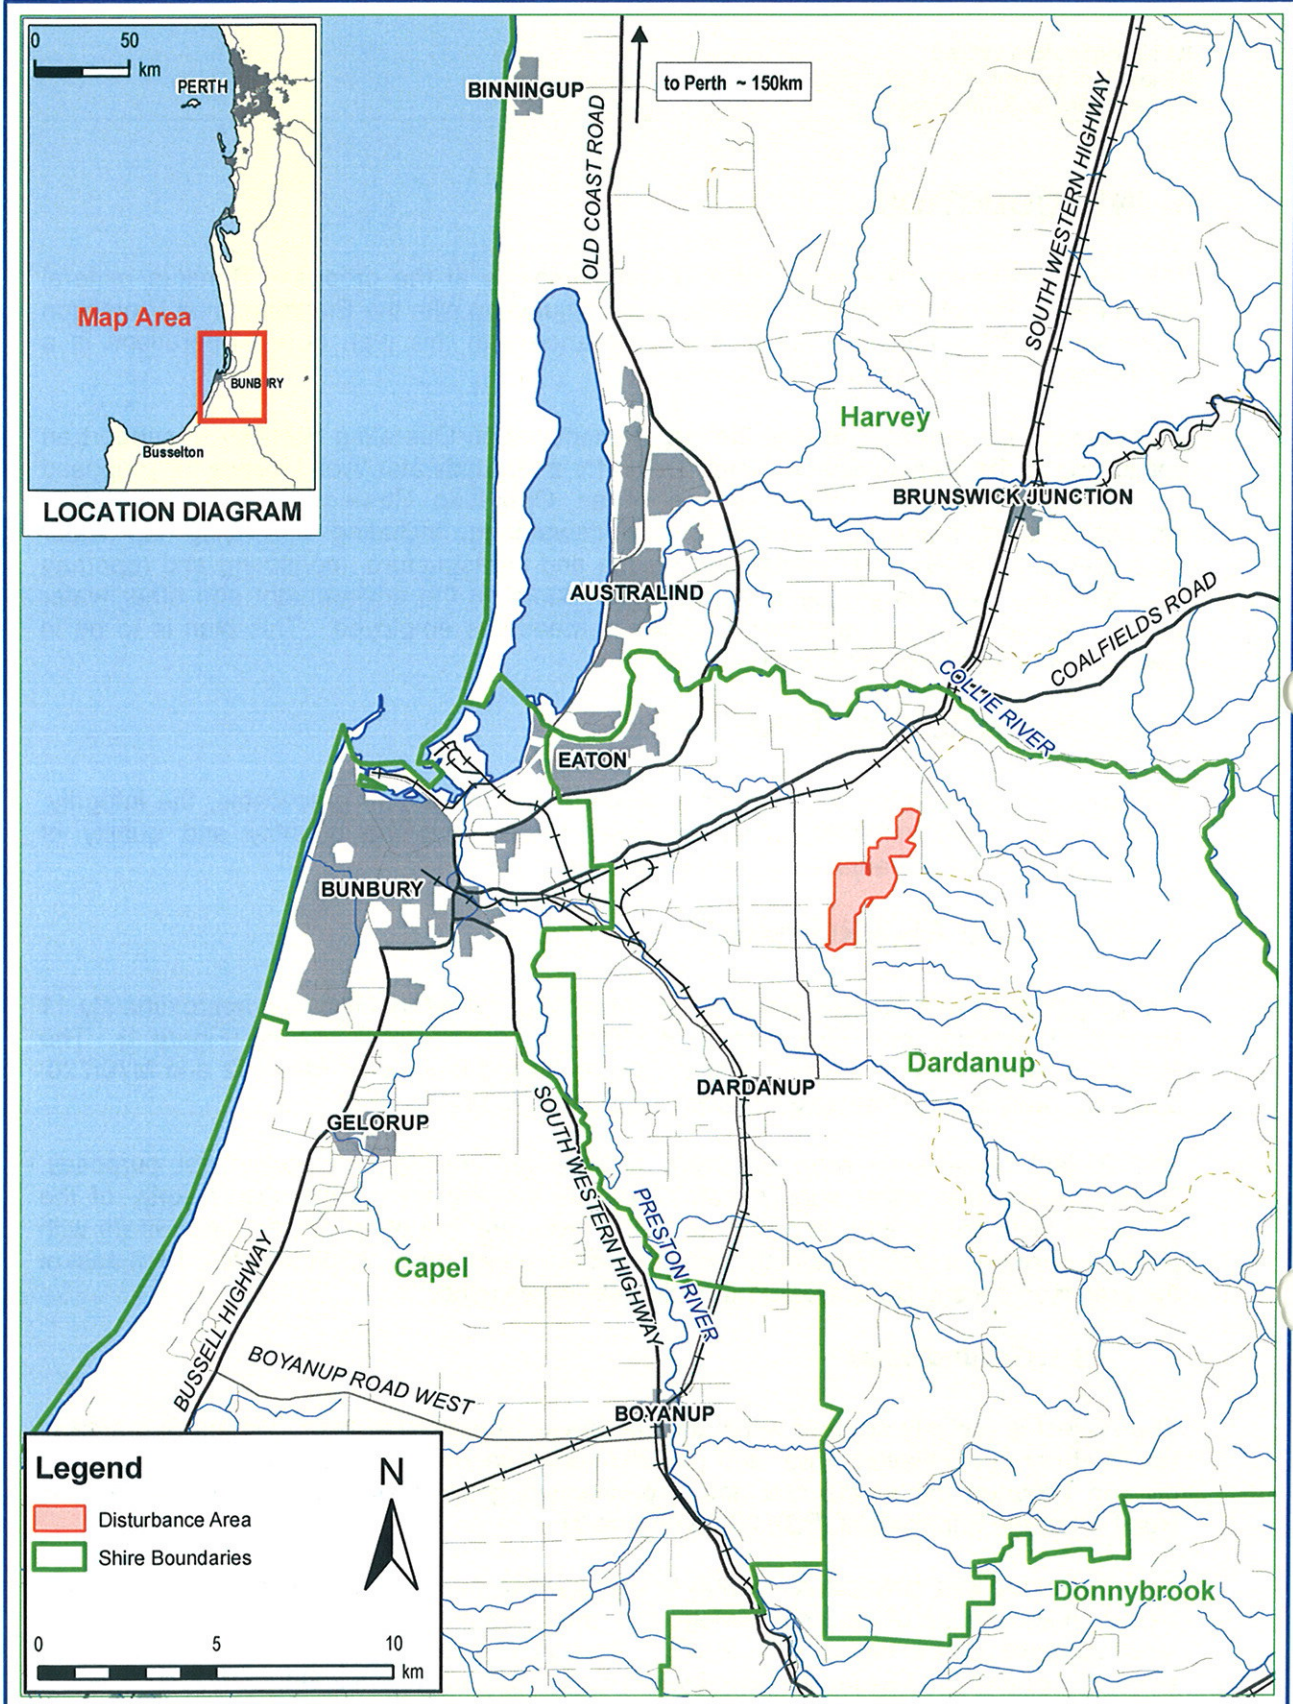 0 50
km
PERTH
Map Area
BUNBURY
Busselton
LOCATION DIAGRAM
BINNINGUP
to Perth ~ 150km
OLD COAST ROAD
SOUTH WESTERN HIGHWAY
Harvey
BRUNSWICK JUNCTION
AUSTRALIND
COALFIELDS ROAD
COLLIE RIVER
EATON
BUNBURY
Dardanup
DARDANUP
GELORUP
SOUTH WESTERN HIGHWAY
PRESTON RIVER
Capel
BUSSELL HIGHWAY
BOYANUP ROAD WEST
BOYANUP
Donnybrook
Legend
N
Disturbance Area
Shire Boundaries
0 5 10
km